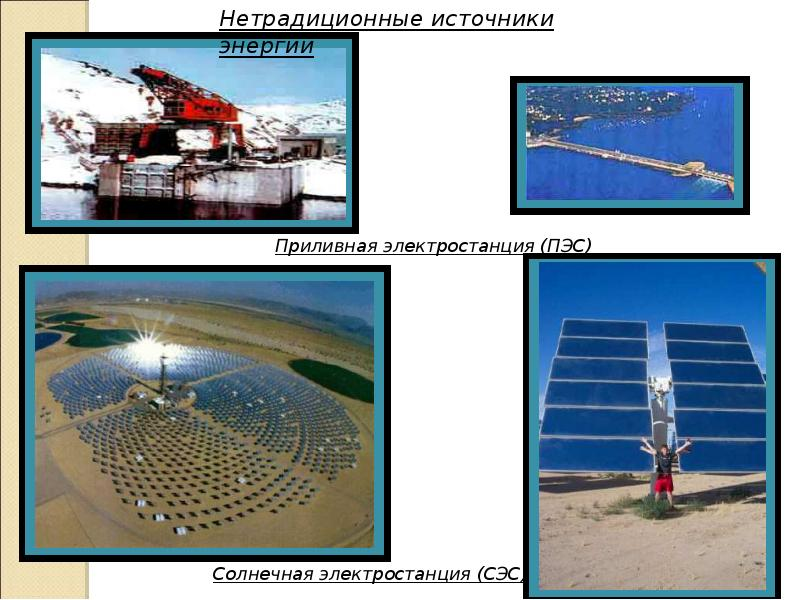 Нетрадиционные источники
энергии
Приливная электростанция (ПЭС)
Солнечная электростанция (СЭС)